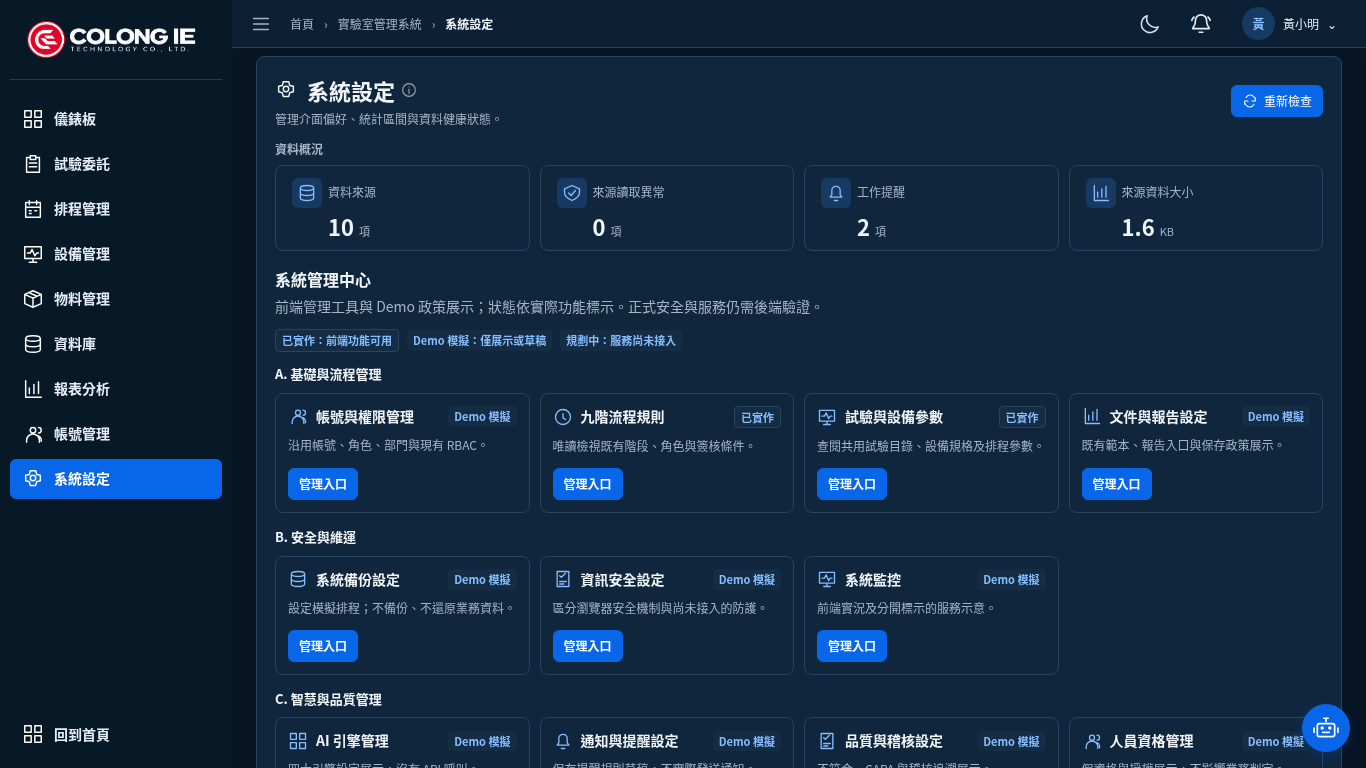 COLONG IE
TECHNOLOGY CO., LTD.
首頁 › 實驗室管理系統 › 系統設定
黃 黃小明
儀錶板
試驗委託
排程管理
設備管理
物料管理
資料庫
報表分析
帳號管理
系統設定
回到首頁
系統設定
重新檢查
管理介面偏好、統計區間與資料健康狀態。
資料概況
資料來源
10 項
來源讀取異常
0 項
工作提醒
2 項
來源資料大小
1.6 KB
系統管理中心
前端管理工具與 Demo 政策展示；狀態依實際功能標示。正式安全與服務仍需後端驗證。
已實作：前端功能可用 Demo 模擬：僅展示或草稿 規劃中：服務尚未接入
A. 基礎與流程管理
帳號與權限管理 Demo 模擬
沿用帳號、角色、部門與現有 RBAC。
管理入口
九階流程規則 已實作
唯讀檢視既有階段、角色與簽核條件。
管理入口
試驗與設備參數 已實作
查閱共用試驗目錄、設備規格及排程參數。
管理入口
文件與報告設定 Demo 模擬
既有範本、報告入口與保存政策展示。
管理入口
B. 安全與維運
系統備份設定 Demo 模擬
設定模擬排程；不備份、不還原業務資料。
管理入口
資訊安全設定 Demo 模擬
區分瀏覽器安全機制與尚未接入的防護。
管理入口
系統監控 Demo 模擬
前端實況及分開標示的服務示意。
管理入口
C. 智慧與品質管理
AI 引擎管理 Demo 模擬
通知與提醒設定 Demo 模擬
品質與稽核設定 Demo 模擬
人員資格管理 Demo 模擬